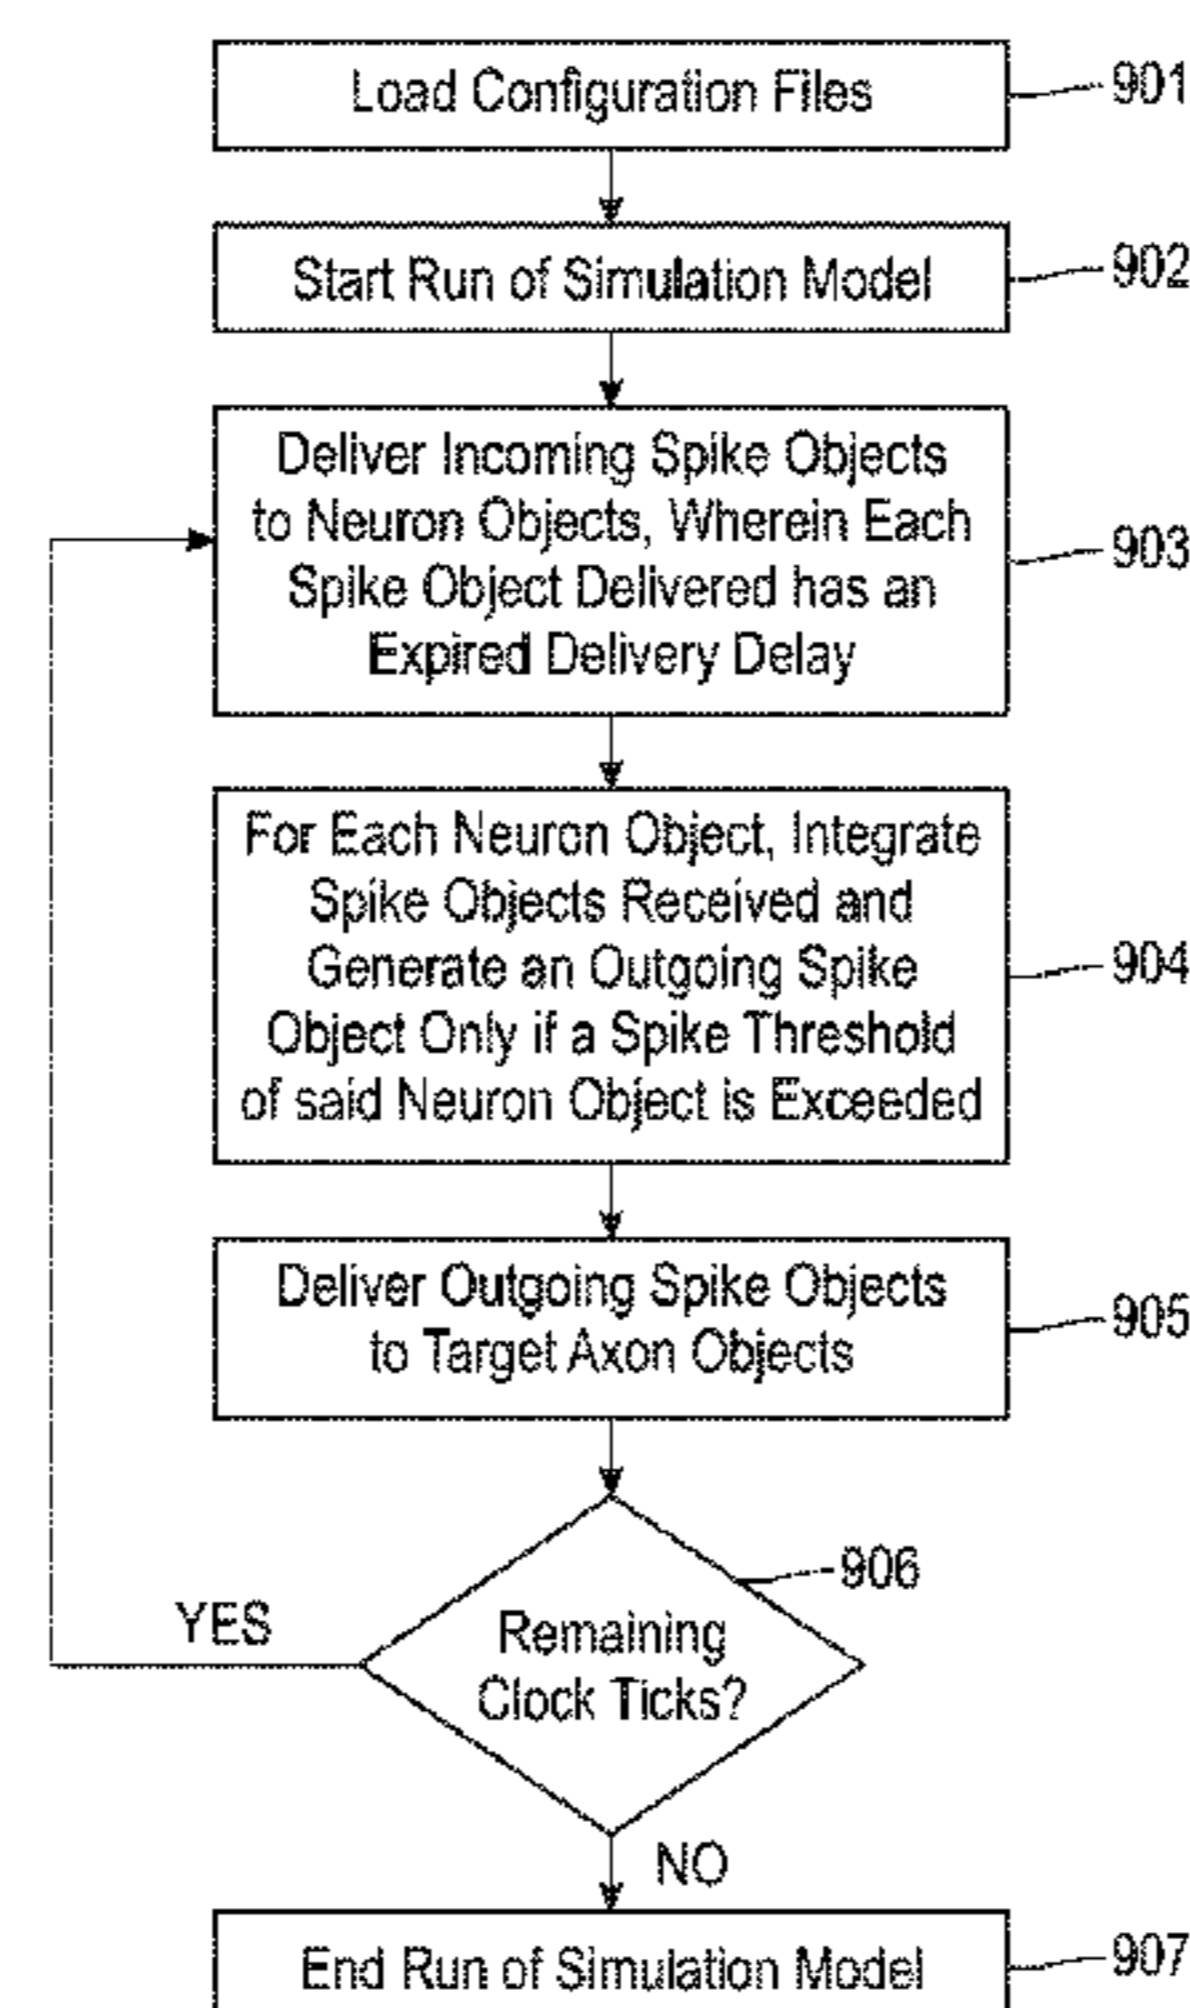 Load Configuration Files
901
Start Run of Simulation Model
902
Deliver Incoming Spike Objects
to Neuron Objects, Wherein Each
Spike Object Delivered has an
Expired Delivery Delay
903
For Each Neuron Object, Integrate
Spike Objects Received and
Generate an Outgoing Spike
Object Only if a Spike Threshold
of said Neuron Object is Exceeded
904
Deliver Outgoing Spike Objects
to Target Axon Objects
905
906
YES
Remaining
Clock Ticks?
NO
End Run of Simulation Model
907